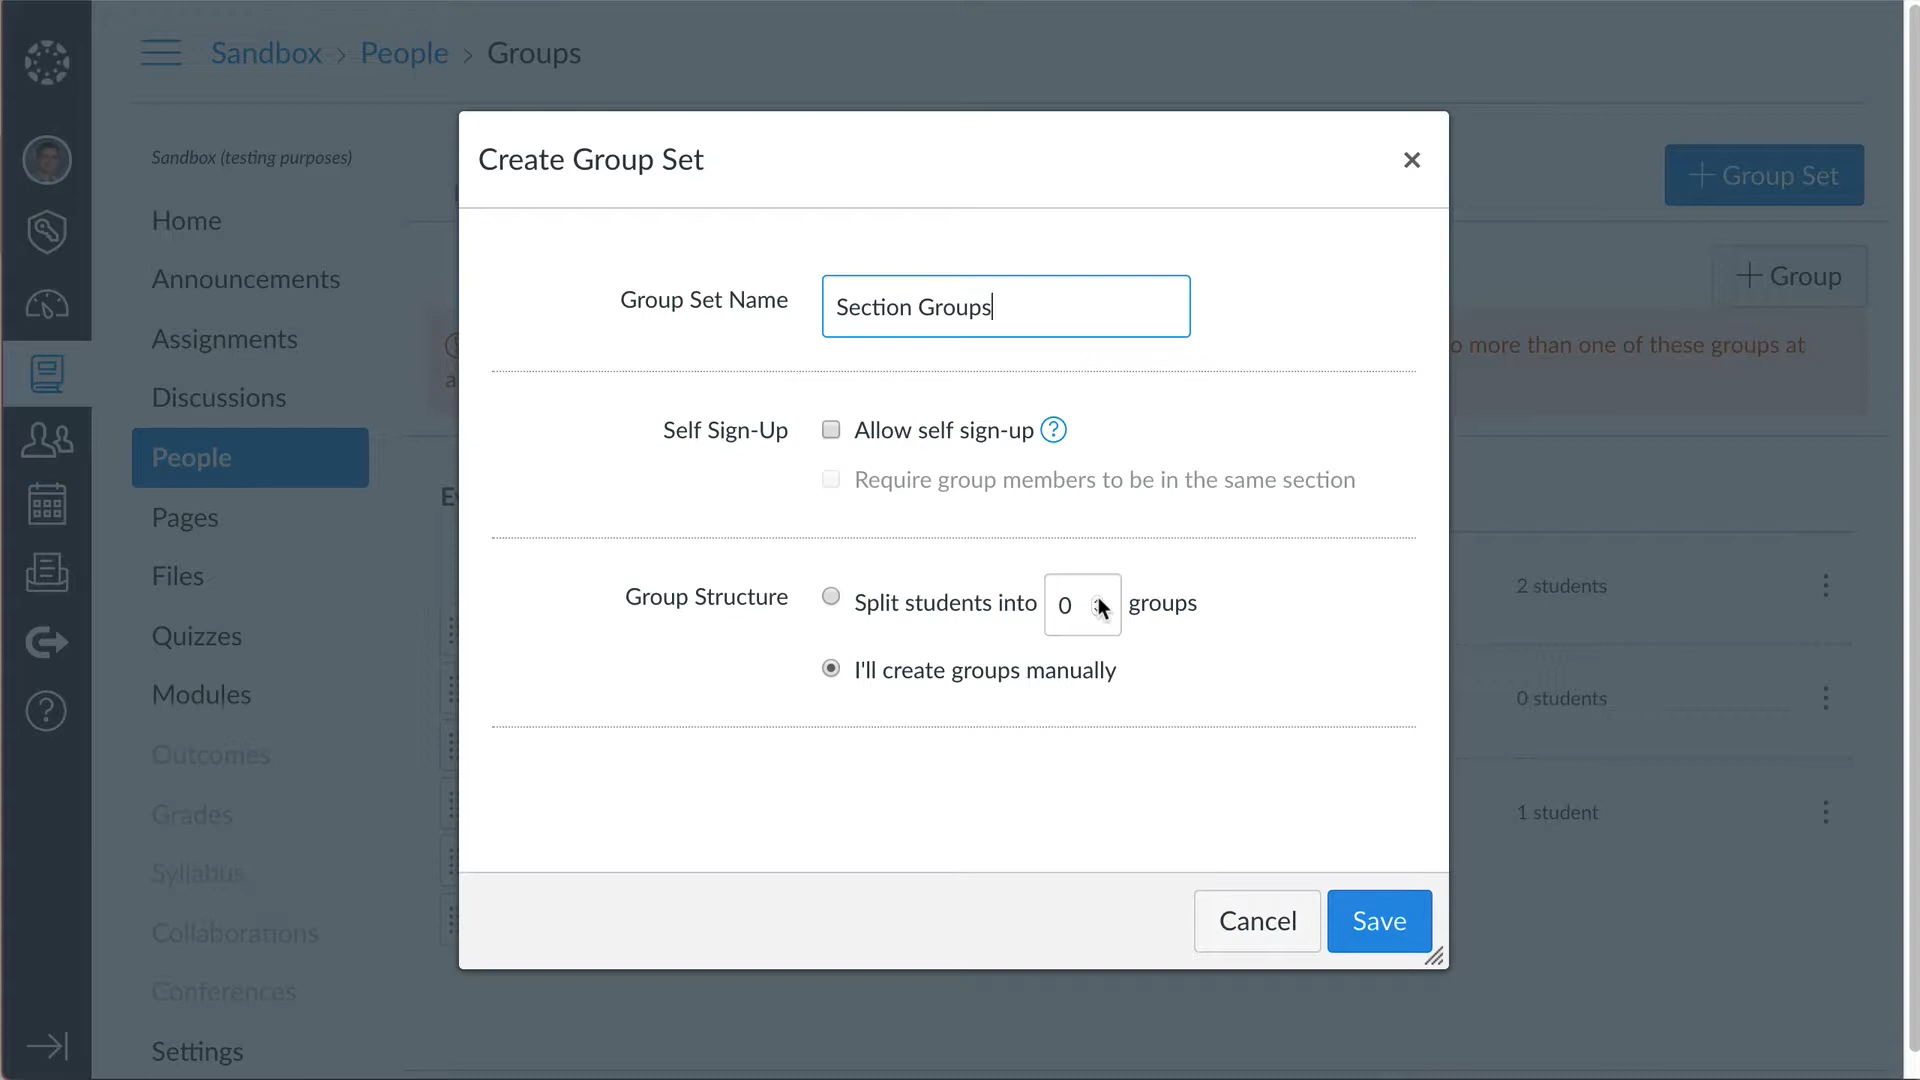 Sandbox > People > Groups
Sandbox (testing purposes)
Home
Announcements
Assignments
Discussions
People
Pages
Files
Quizzes
Modules
Outcomes
Grades
Syllabus
Collaborations
Conferences
Settings
Create Group Set
×
Group Set Name
Section Groups
Self Sign-Up
Allow self sign-up ?
Require group members to be in the same section
Group Structure
Split students into 0 groups
I'll create groups manually
Cancel
Save
+ Group Set
+ Group
more than one of these groups at
a
2 students
0 students
1 student